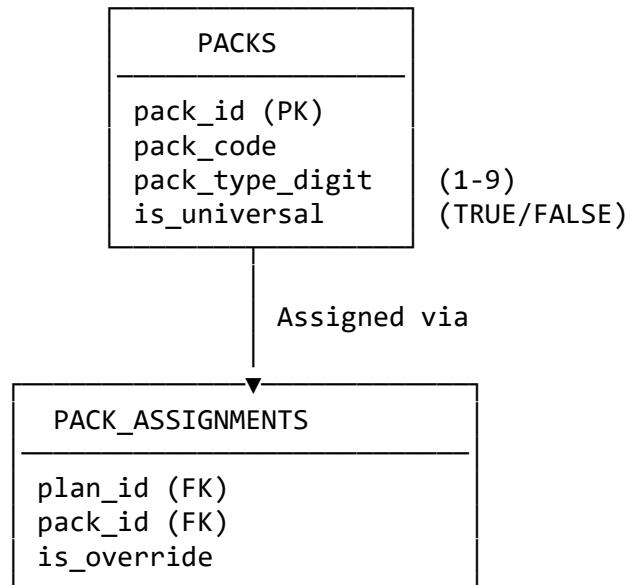 PACKS
pack_id (PK)
pack_code
pack_type_digit (1-9)
is_universal (TRUE/FALSE)
Assigned via
PACK_ASSIGNMENTS
plan_id (FK)
pack_id (FK)
is_override